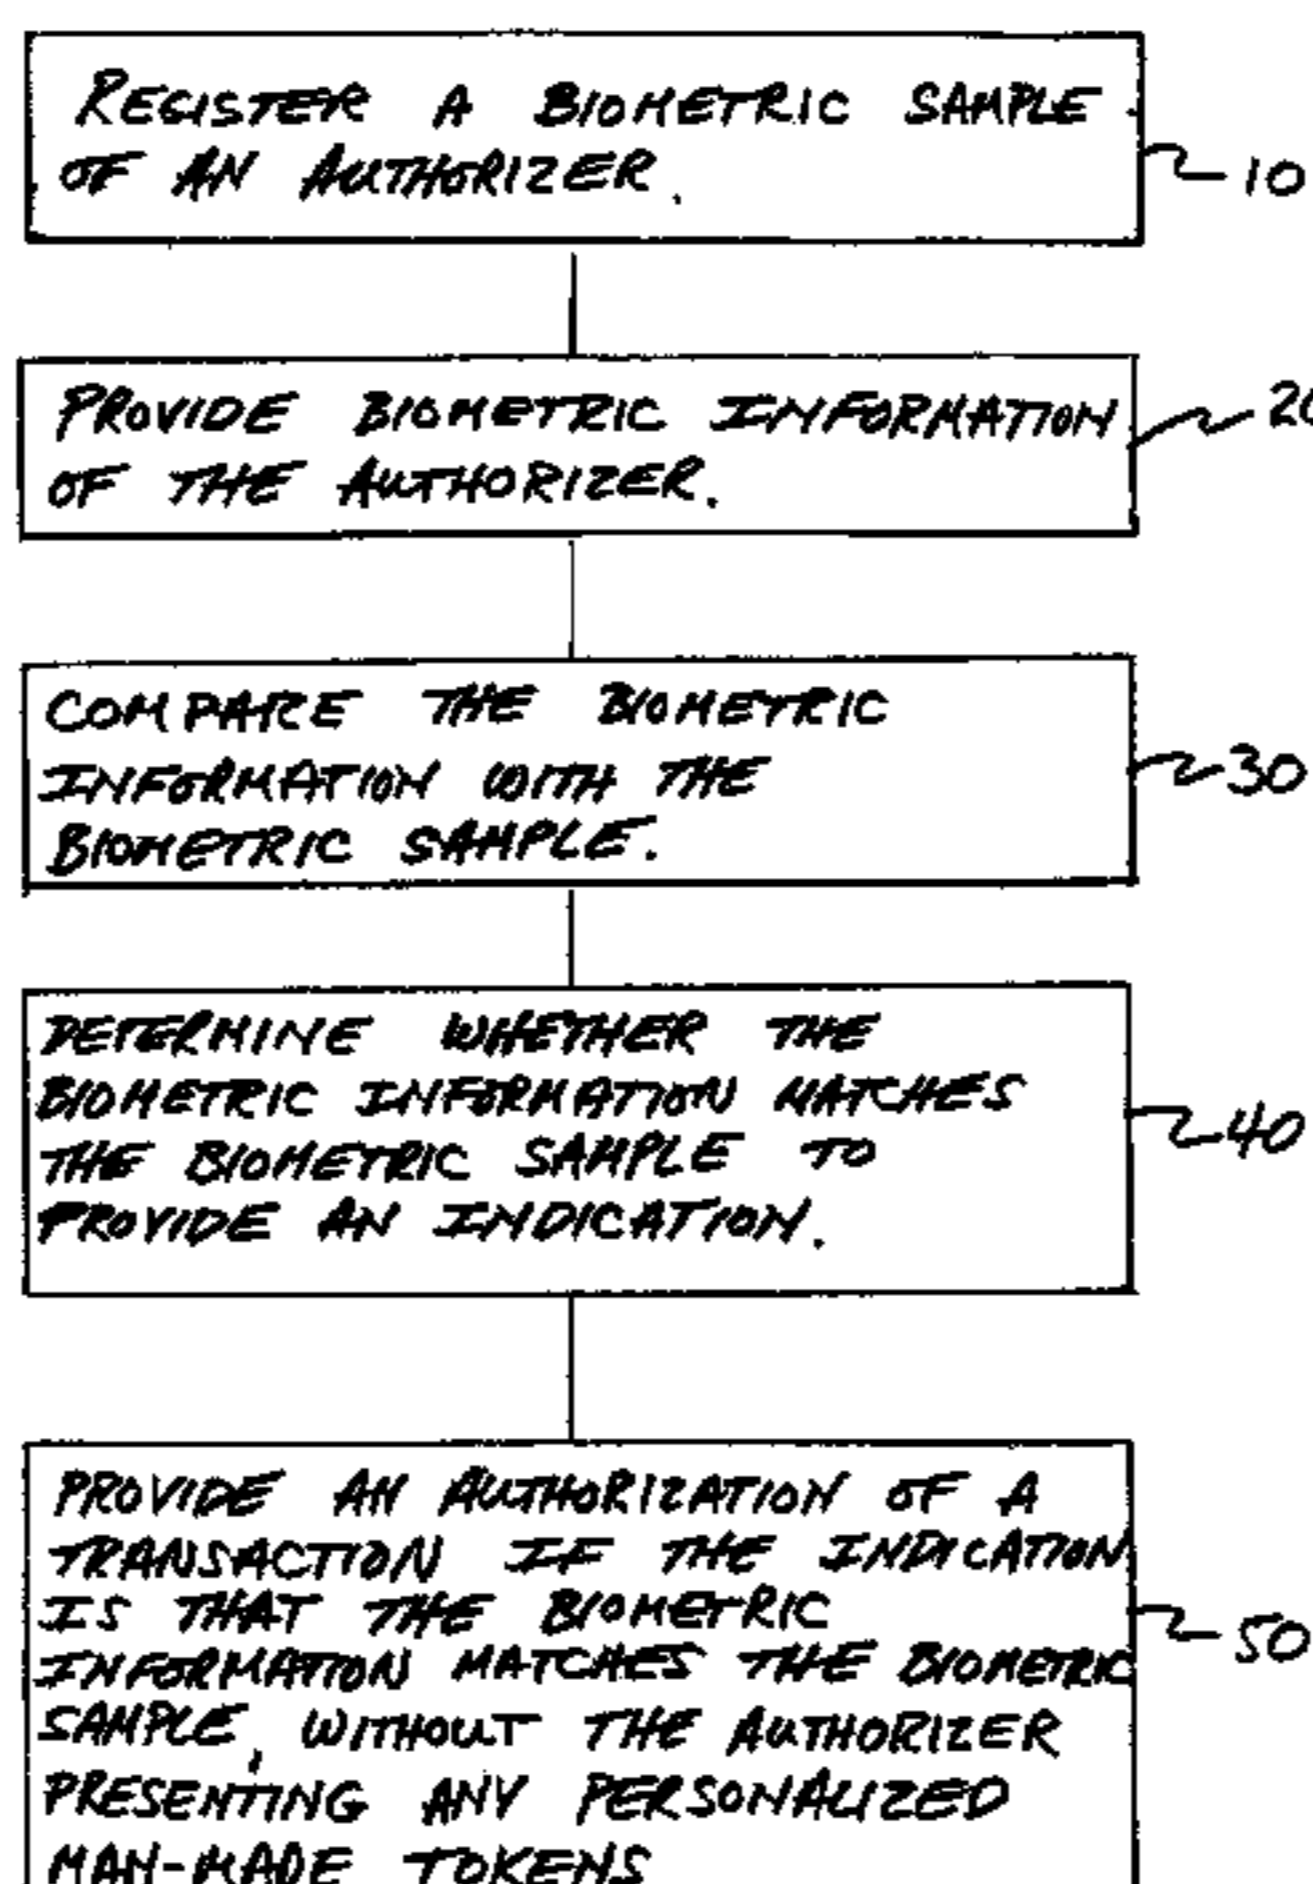 REGISTER A BIOMETRIC SAMPLE
OF AN AUTHORIZER.
10
PROVIDE BIOMETRIC INFORMATION
OF THE AUTHORIZER.
20
COMPARE THE BIOMETRIC
INFORMATION WITH THE
BIOMETRIC SAMPLE.
30
DETERMINE WHETHER THE
BIOMETRIC INFORMATION MATCHES
THE BIOMETRIC SAMPLE TO
PROVIDE AN INDICATION.
40
PROVIDE AN AUTHORIZATION OF A
TRANSACTION IF THE INDICATION
IS THAT THE BIOMETRIC
INFORMATION MATCHES THE BIOMETRIC
SAMPLE, WITHOUT THE AUTHORIZER
PRESENTING ANY PERSONALIZED
MAN-MADE TOKENS
50